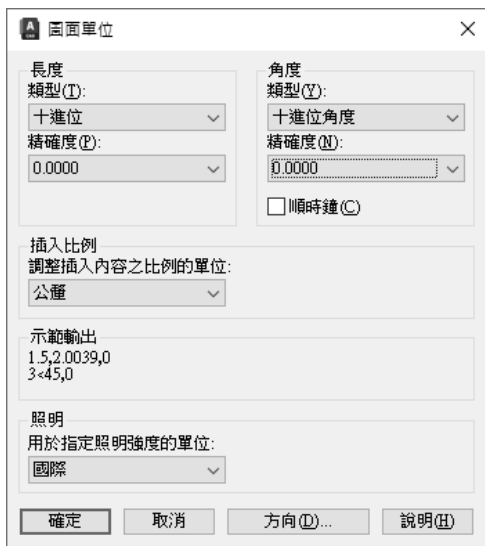 圖面單位
長度
類型(T):
十進位
精確度(P):
0.0000
角度
類型(Y):
十進位角度
精確度(N):
0.0000
順時鐘(C)
插入比例
調整插入內容之比例的單位:
公釐
示範輸出
1.5,2.0039,0
3<45,0
照明
用於指定照明強度的單位:
國際
確定 取消 方向(D)... 說明(H)